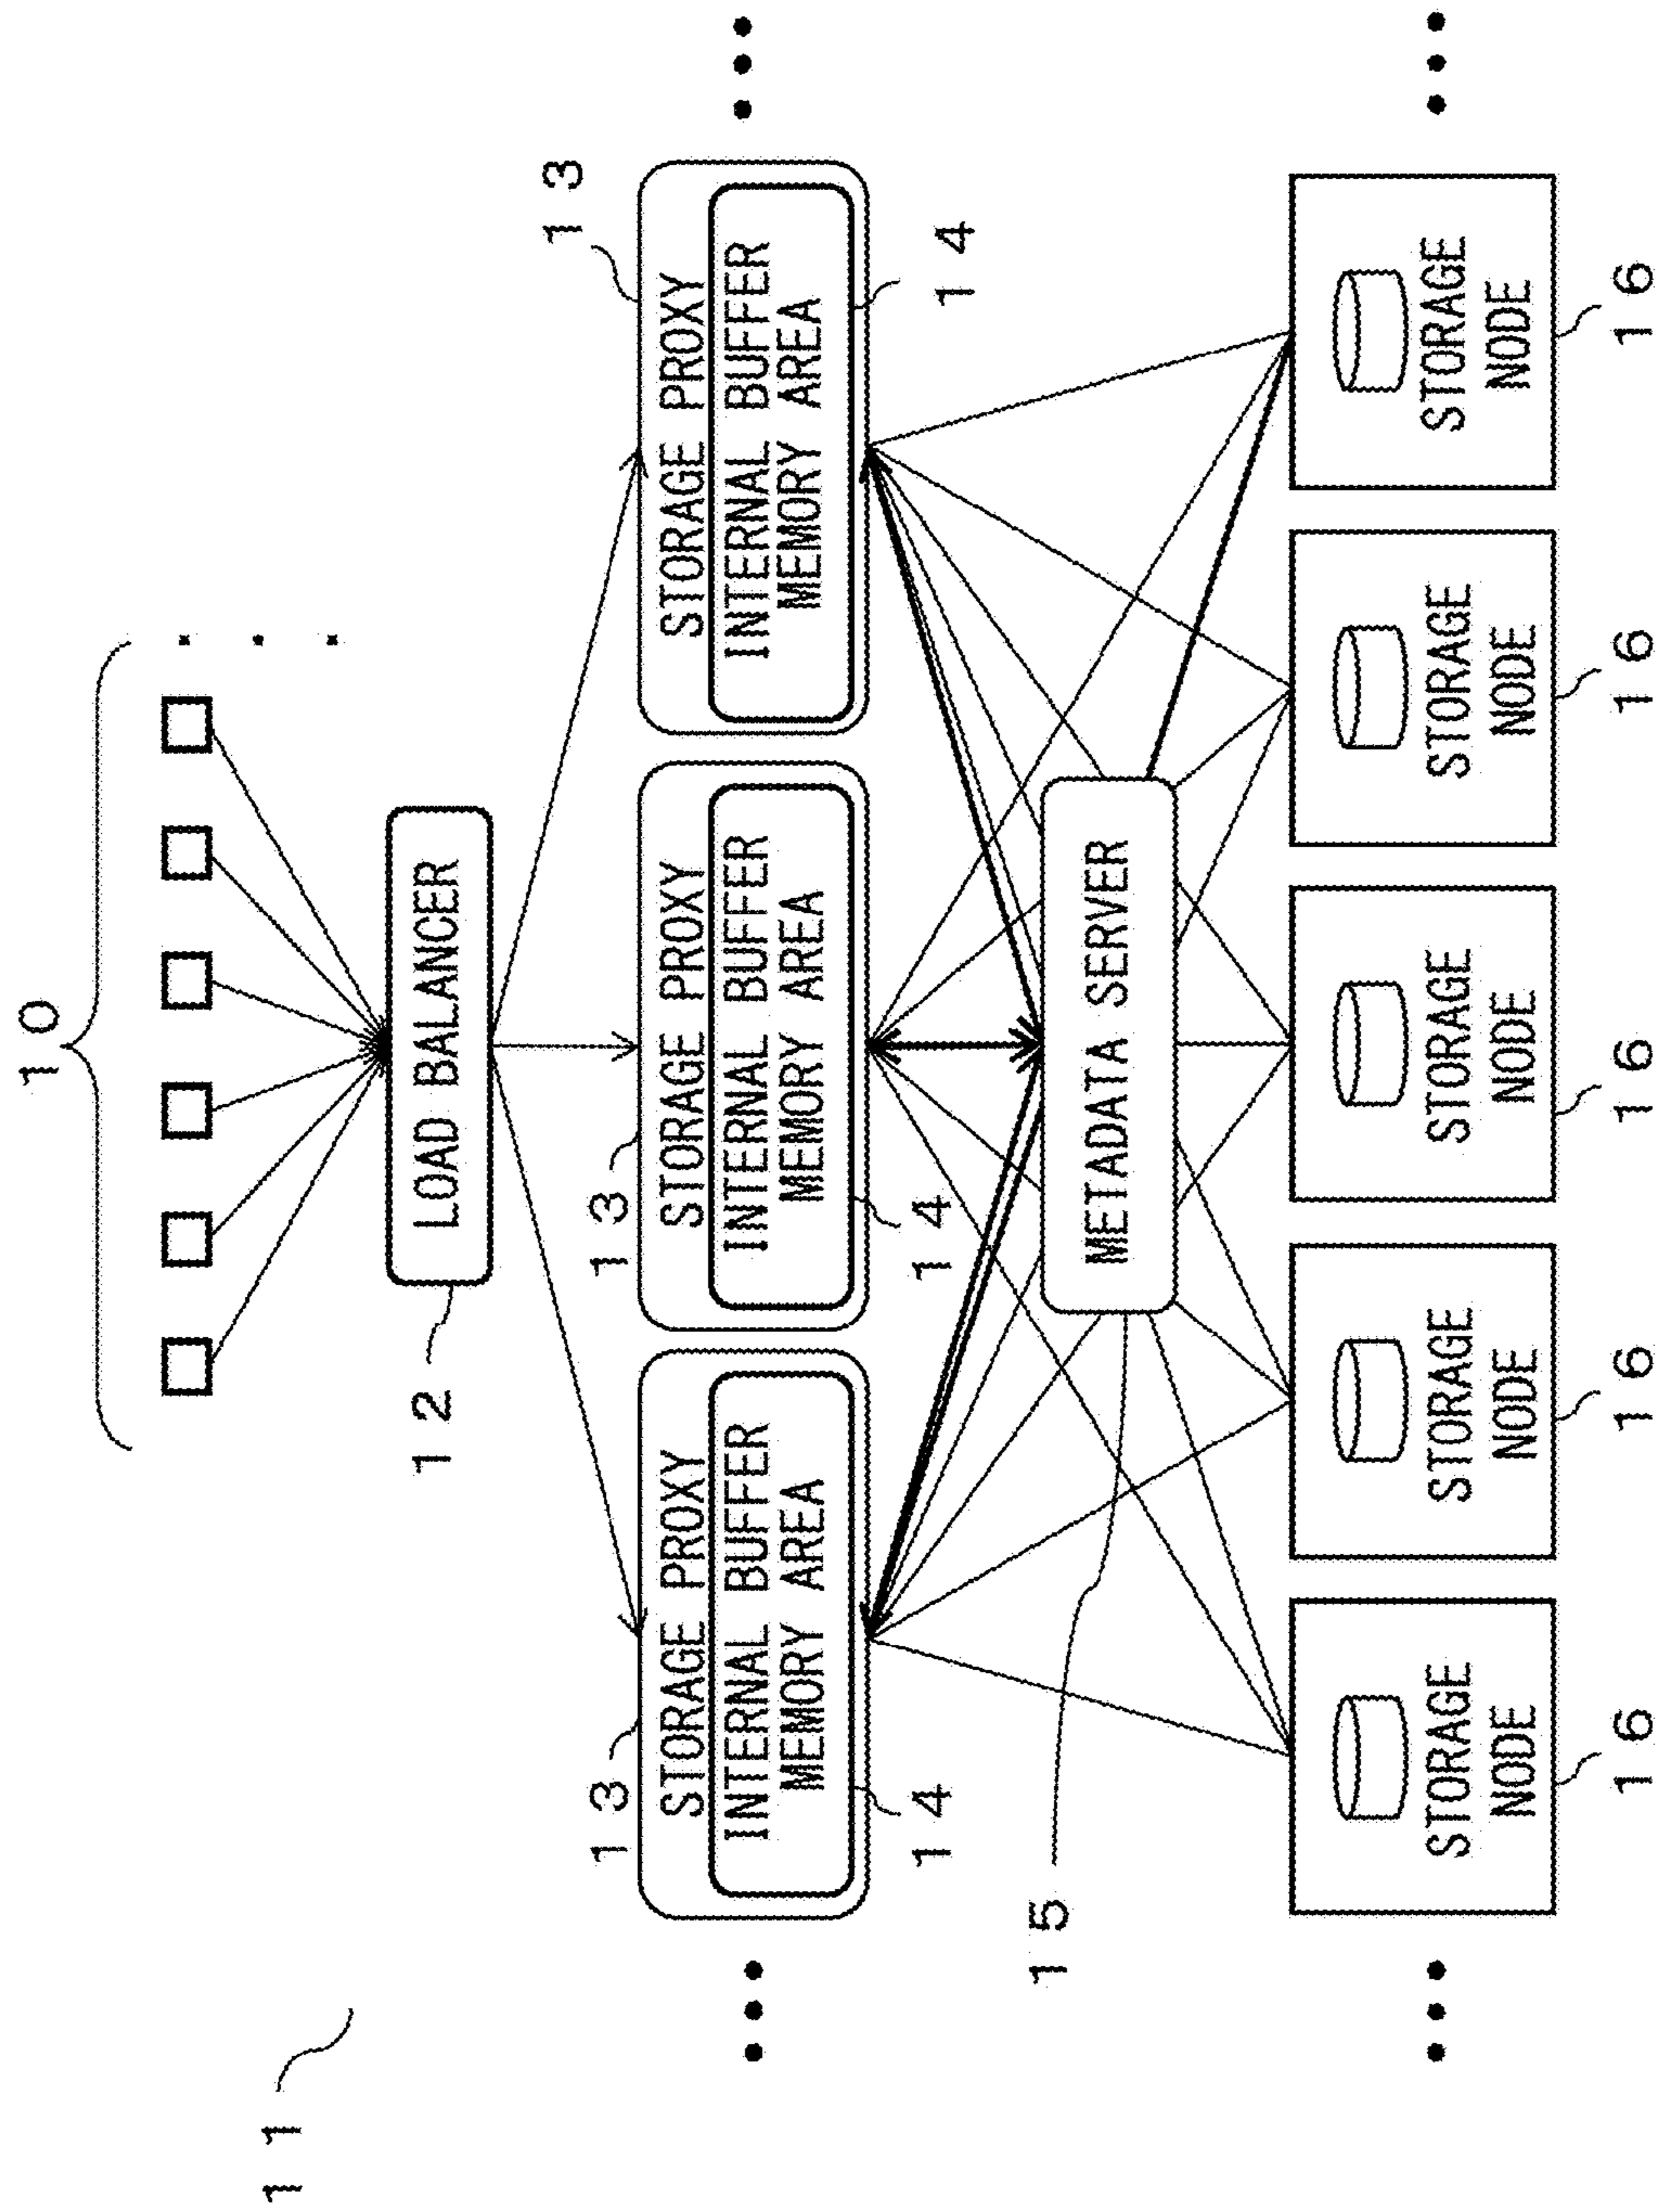 11
10
12
LOAD BALANCER
13
13
13
STORAGE PROXY
INTERNAL BUFFER
MEMORY AREA
STORAGE PROXY
INTERNAL BUFFER
MEMORY AREA
STORAGE PROXY
INTERNAL BUFFER
MEMORY AREA
14
14
14
15
METADATA SERVER
STORAGE
NODE
STORAGE
NODE
STORAGE
NODE
STORAGE
NODE
STORAGE
NODE
16
16
16
16
16